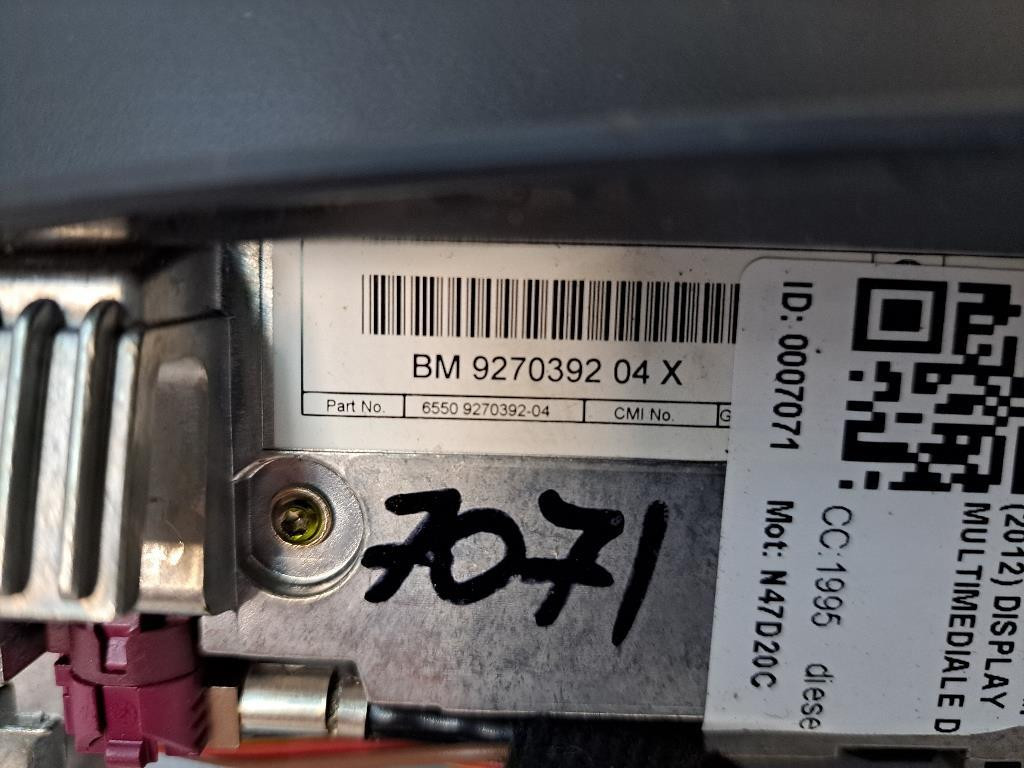 BM 9270392 04 X
Part No. 6550 9270392-04 CMI No. G
7071
ID: 0007071
CC:1995 diese
Mot: N47D20C
(2012) DISPLAY
MULTIMEDIALE D